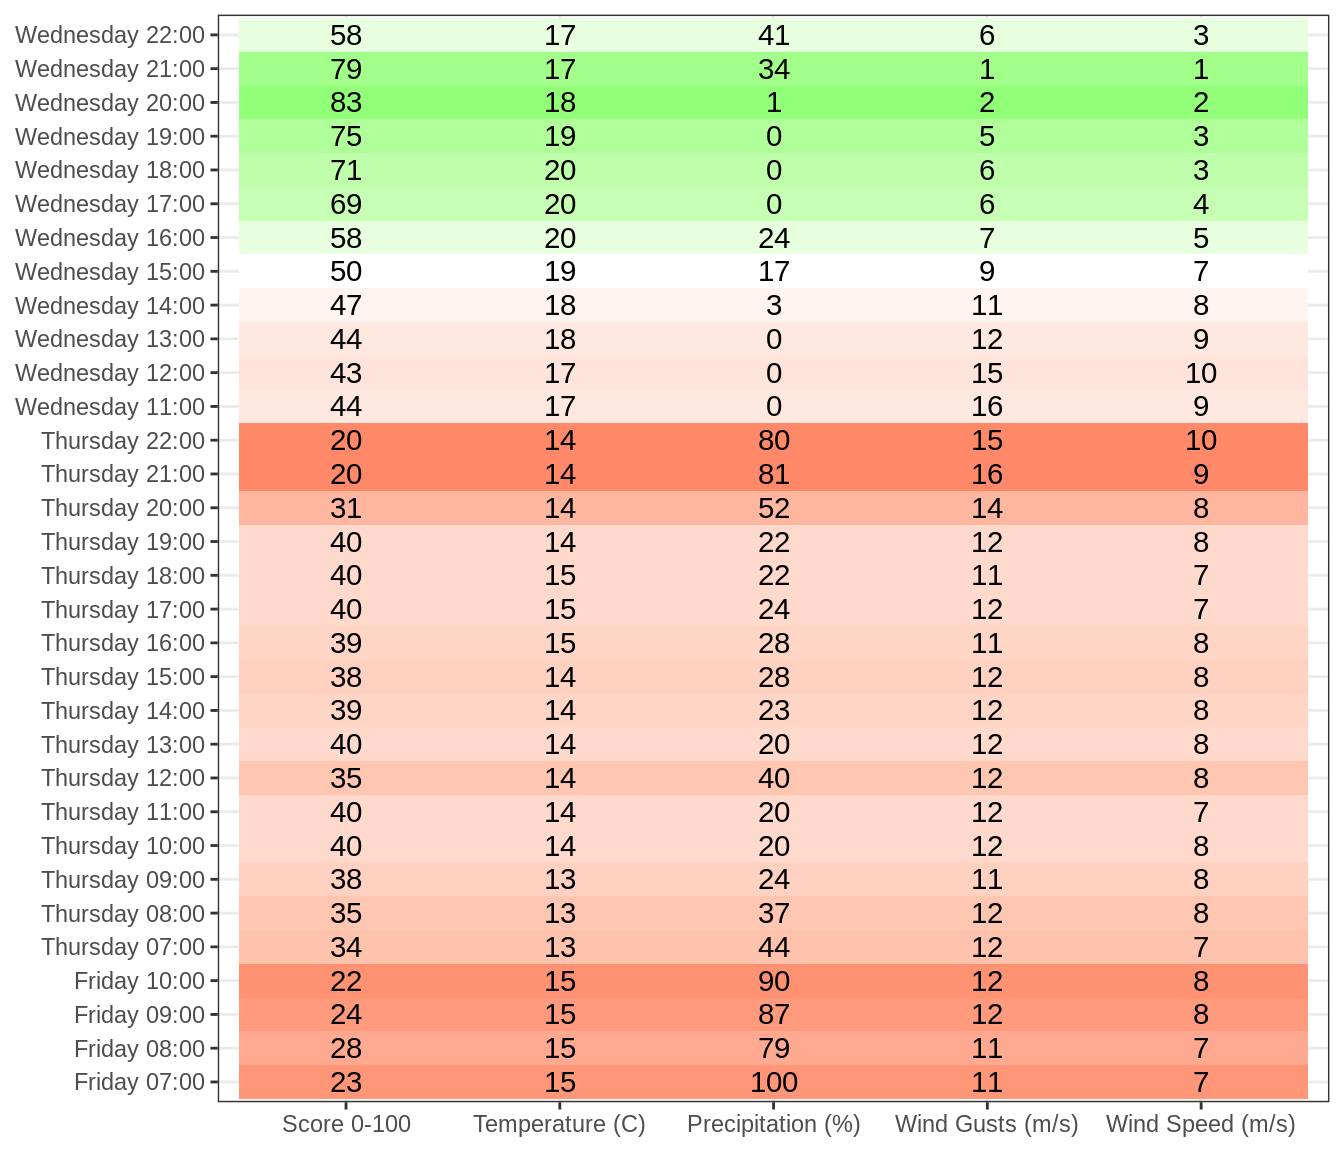 Wednesday 22:00 58 17 41 6 3
Wednesday 21:00 79 17 34 1 1
Wednesday 20:00 83 18 1 2 2
Wednesday 19:00 75 19 0 5 3
Wednesday 18:00 71 20 0 6 3
Wednesday 17:00 69 20 0 6 4
Wednesday 16:00 58 20 24 7 5
Wednesday 15:00 50 19 17 9 7
Wednesday 14:00 47 18 3 11 8
Wednesday 13:00 44 18 0 12 9
Wednesday 12:00 43 17 0 15 10
Wednesday 11:00 44 17 0 16 9
Thursday 22:00 20 14 80 15 10
Thursday 21:00 20 14 81 16 9
Thursday 20:00 31 14 52 14 8
Thursday 19:00 40 14 22 12 8
Thursday 18:00 40 15 22 11 7
Thursday 17:00 40 15 24 12 7
Thursday 16:00 39 15 28 11 8
Thursday 15:00 38 14 28 12 8
Thursday 14:00 39 14 23 12 8
Thursday 13:00 40 14 20 12 8
Thursday 12:00 35 14 40 12 8
Thursday 11:00 40 14 20 12 7
Thursday 10:00 40 14 20 12 8
Thursday 09:00 38 13 24 11 8
Thursday 08:00 35 13 37 12 8
Thursday 07:00 34 13 44 12 7
Friday 10:00 22 15 90 12 8
Friday 09:00 24 15 87 12 8
Friday 08:00 28 15 79 11 7
Friday 07:00 23 15 100 11 7
Score 0-100 Temperature (C) Precipitation (%) Wind Gusts (m/s) Wind Speed (m/s)